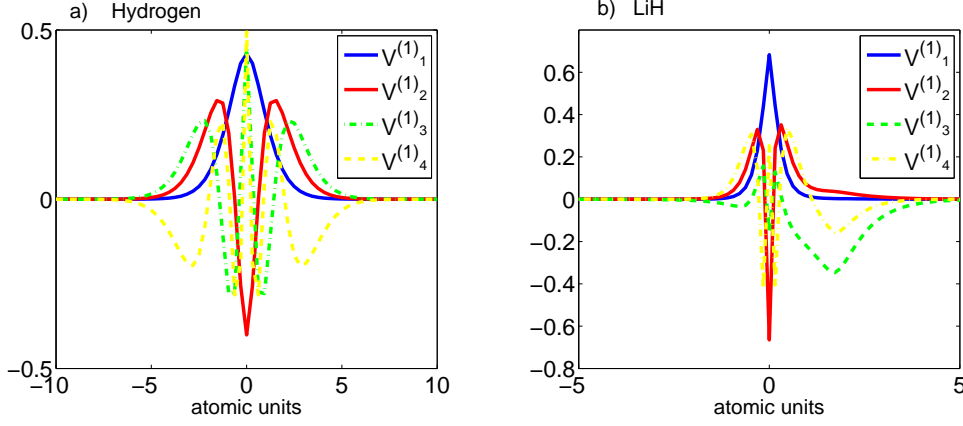 a) Hydrogen
0.5
0
−0.5
−10
−5
0
5
10
atomic units
V(1)1
V(1)2
V(1)3
V(1)4
b) LiH
0.6
0.4
0.2
0
−0.2
−0.4
−0.6
−0.8
−5
0
5
atomic units
V(1)1
V(1)2
V(1)3
V(1)4